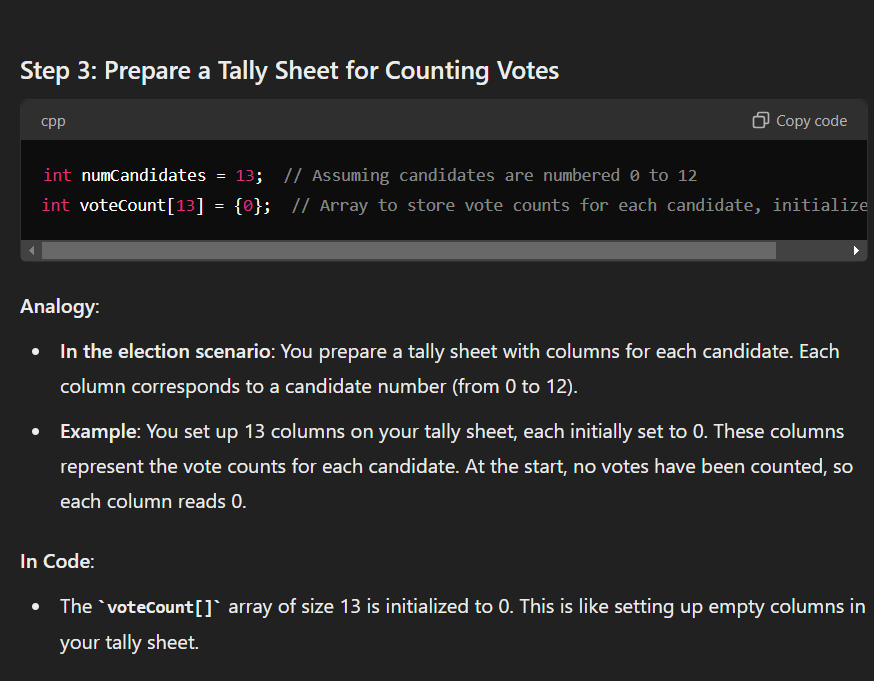 Step 3: Prepare a Tally Sheet for Counting Votes
cpp
Copy code
int numCandidates = 13;  // Assuming candidates are numbered 0 to 12
int voteCount[13] = {0};  // Array to store vote counts for each candidate, initialize
Analogy:
• In the election scenario: You prepare a tally sheet with columns for each candidate. Each
column corresponds to a candidate number (from 0 to 12).
• Example: You set up 13 columns on your tally sheet, each initially set to 0. These columns
represent the vote counts for each candidate. At the start, no votes have been counted, so
each column reads 0.
In Code:
• The `voteCount[]` array of size 13 is initialized to 0. This is like setting up empty columns in
your tally sheet.